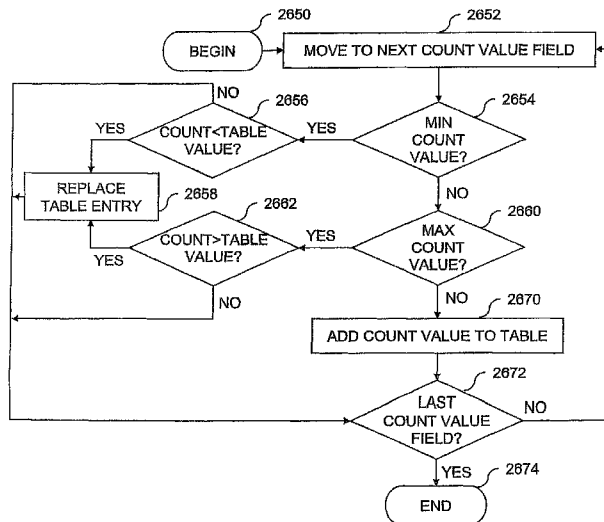 2650
BEGIN
2652
MOVE TO NEXT COUNT VALUE FIELD
NO
2656
2654
YES
COUNT<TABLE
VALUE?
YES
MIN
COUNT
VALUE?
REPLACE
TABLE ENTRY
2658
2662
NO
2660
YES
COUNT>TABLE
VALUE?
YES
MAX
COUNT
VALUE?
NO
NO
2670
ADD COUNT VALUE TO TABLE
2672
LAST
COUNT VALUE
FIELD?
NO
YES
2674
END